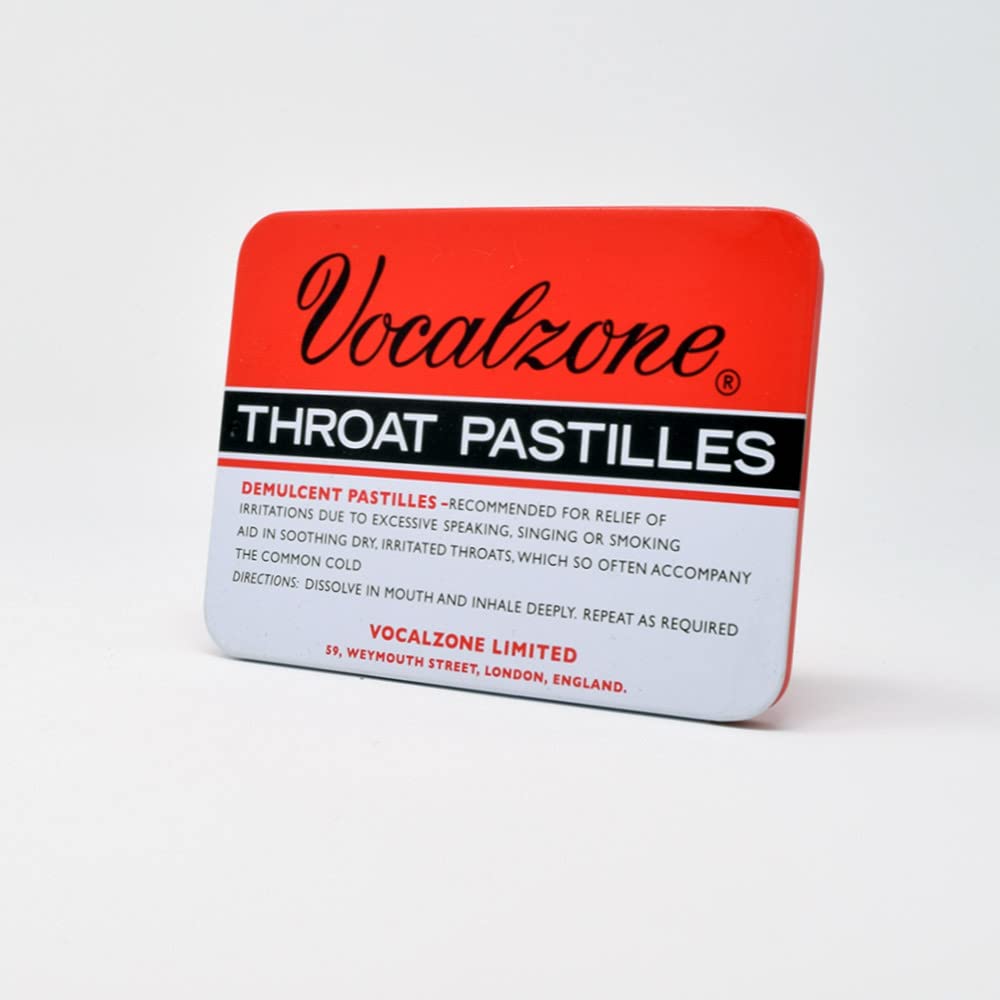 Vocalzone®
THROAT PASTILLES
DEMULCENT PASTILLES –RECOMMENDED FOR RELIEF OF
IRRITATIONS DUE TO EXCESSIVE SPEAKING, SINGING OR SMOKING
AID IN SOOTHING DRY, IRRITATED THROATS, WHICH SO OFTEN ACCOMPANY
THE COMMON COLD
DIRECTIONS: DISSOLVE IN MOUTH AND INHALE DEEPLY. REPEAT AS REQUIRED
VOCALZONE LIMITED
59, WEYMOUTH STREET, LONDON, ENGLAND.